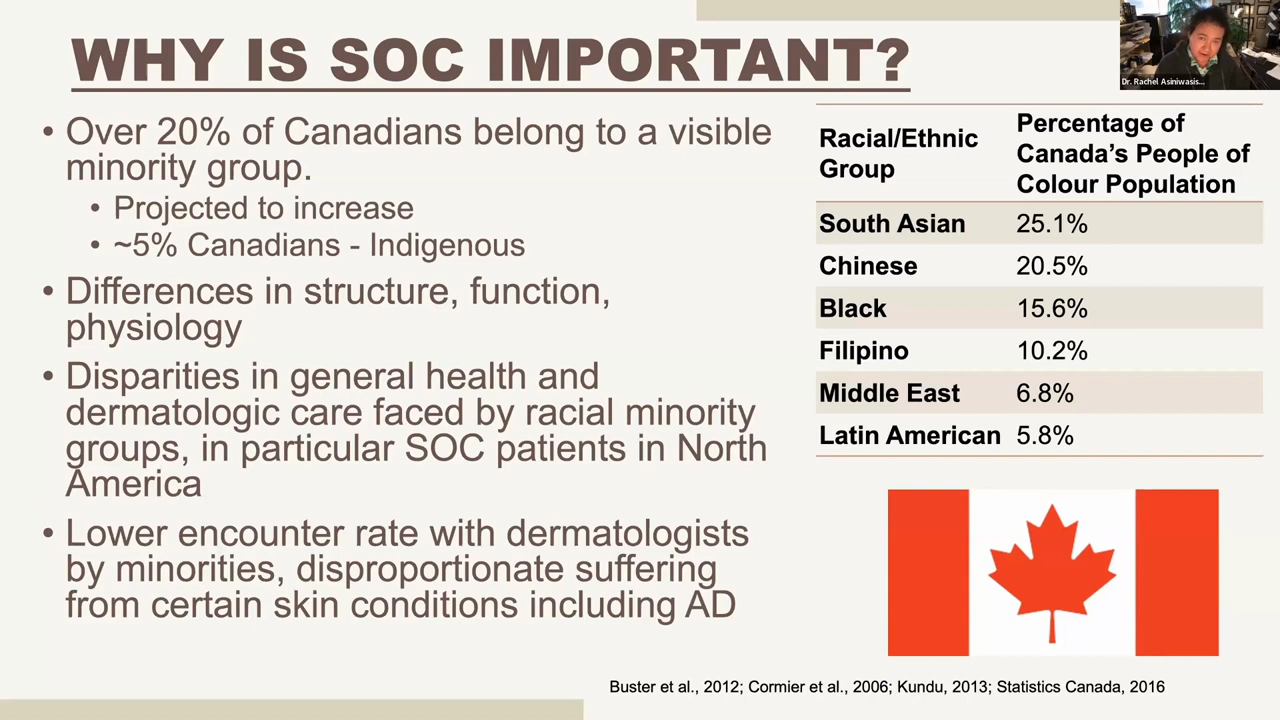 WHY IS SOC IMPORTANT?
• Over 20% of Canadians belong to a visible
minority group.
• Projected to increase
• ~5% Canadians - Indigenous
• Differences in structure, function,
physiology
• Disparities in general health and
dermatologic care faced by racial minority
groups, in particular SOC patients in North
America
• Lower encounter rate with dermatologists
by minorities, disproportionate suffering
from certain skin conditions including AD
Dr. Rachel Asiniwasis...
Racial/Ethnic Group Percentage of Canada's People of Colour Population
South Asian 25.1%
Chinese 20.5%
Black 15.6%
Filipino 10.2%
Middle East 6.8%
Latin American 5.8%
Buster et al., 2012; Cormier et al., 2006; Kundu, 2013; Statistics Canada, 2016